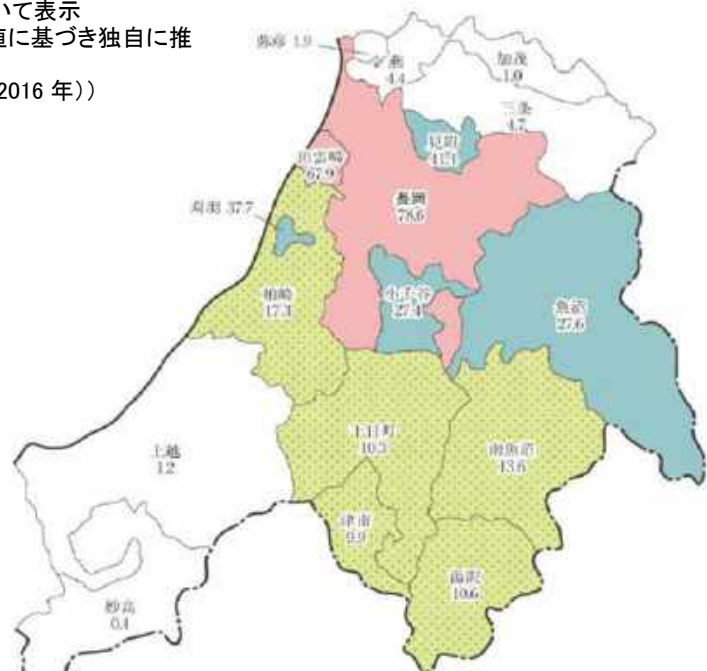 いて表示
値に基づき独自に推
2016 年))
弥彦 1.9
燕
4.4
加茂
1.0
三条
4.7
見附
41.1
出雲崎
67.9
長岡
78.6
刈羽 37.7
柏崎
17.3
小千谷
27.4
魚沼
27.6
上越
1.2
十日町
10.3
南魚沼
13.6
津南
9.9
湯沢
10.6
妙高
0.4